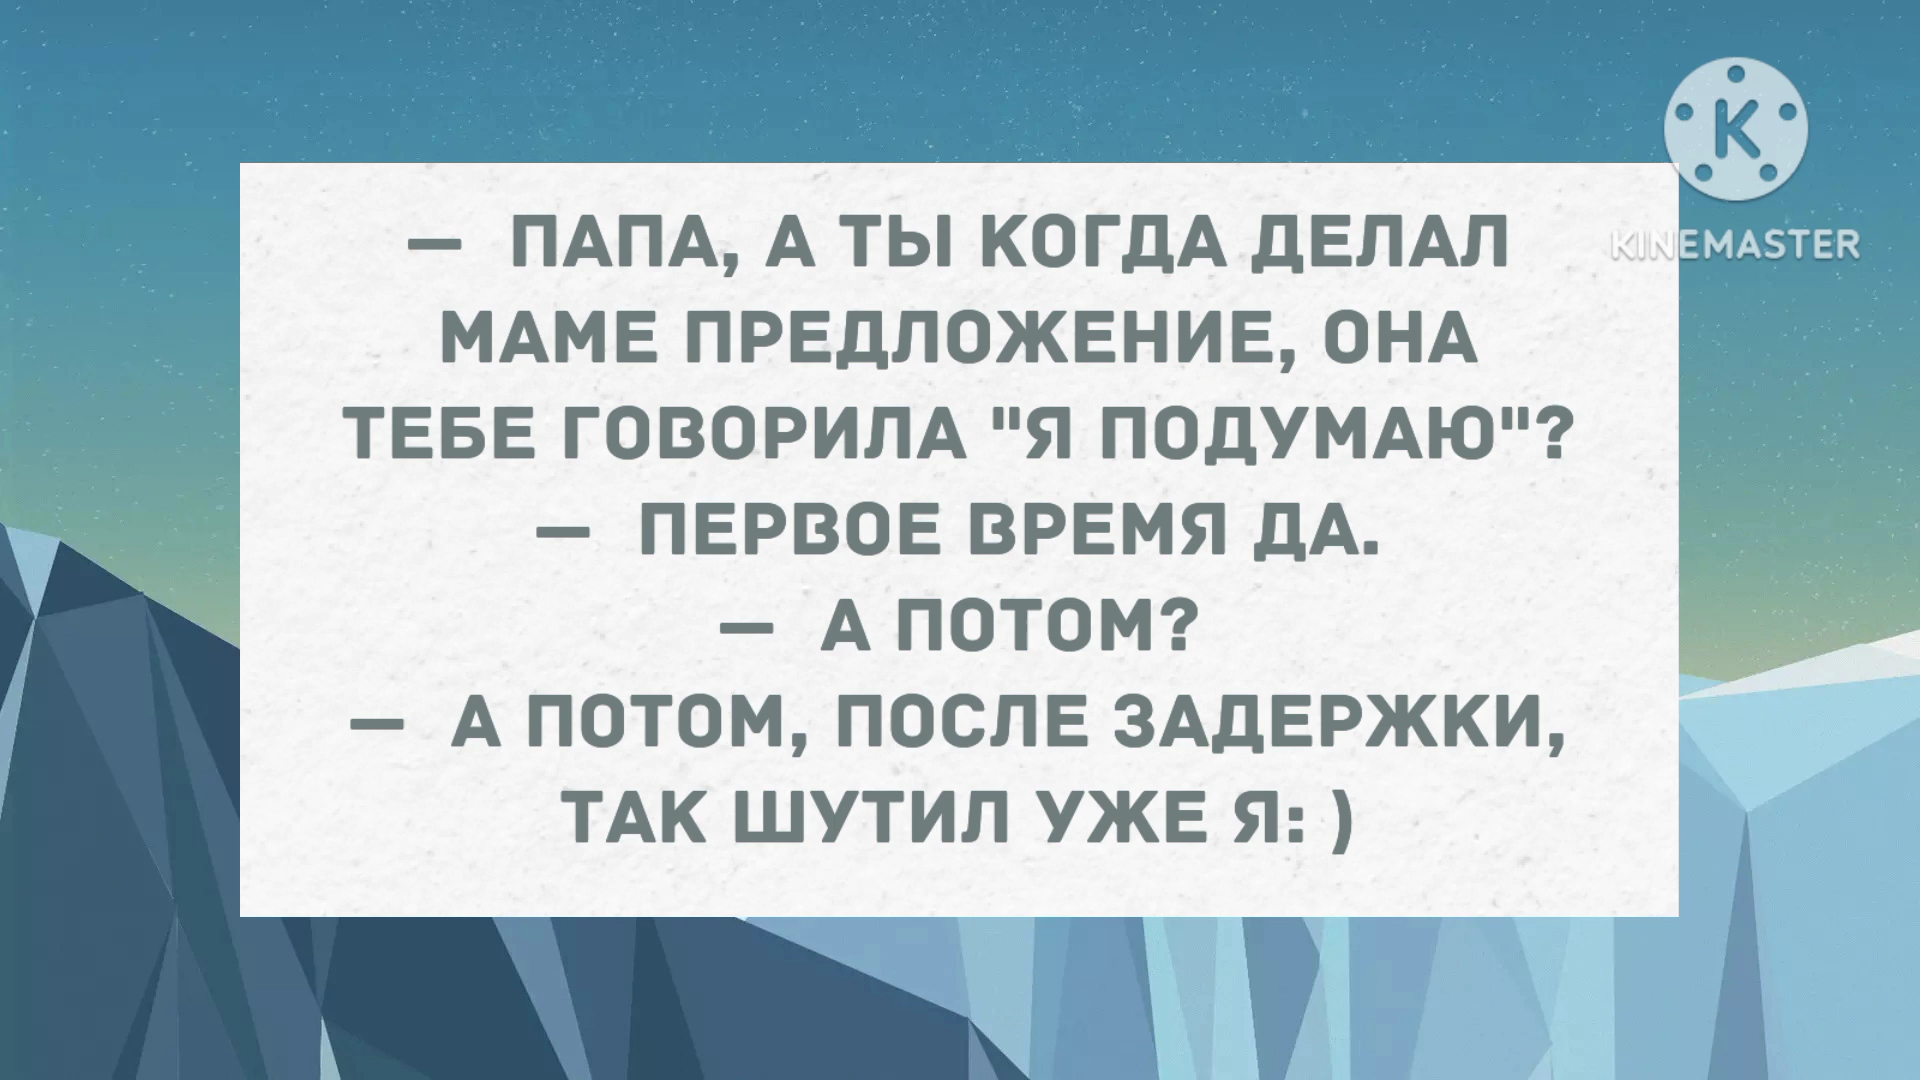 — ПАПА, А ТЫ КОГДА ДЕЛАЛ
МАМЕ ПРЕДЛОЖЕНИЕ, ОНА
ТЕБЕ ГОВОРИЛА "Я ПОДУМАЮ"?
— ПЕРВОЕ ВРЕМЯ ДА.
— А ПОТОМ?
— А ПОТОМ, ПОСЛЕ ЗАДЕРЖКИ,
ТАК ШУТИЛ УЖЕ Я: )
K
KINEMASTER